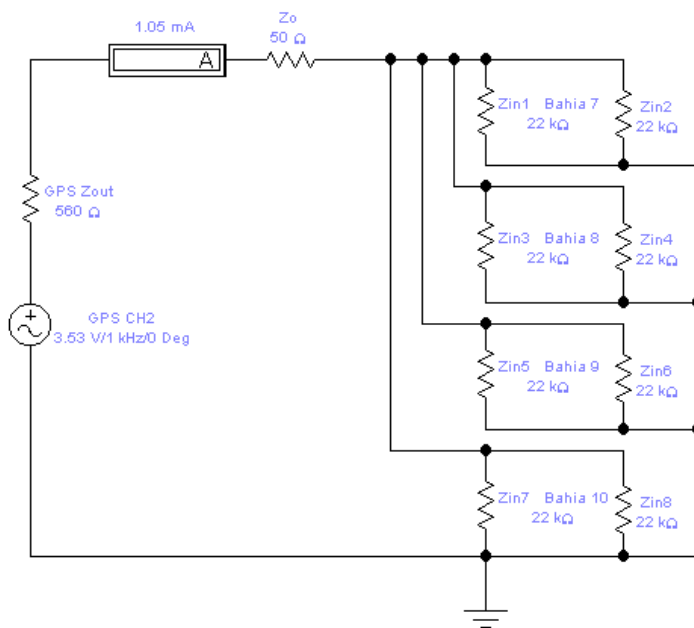 1.05 mA
A
Zo
50 Ω
GPS Zout
560 Ω
GPS CH2
3.53 V/1 kHz/0 Deg
Zin1 Bahia 7
22 kΩ
Zin2
22 kΩ
Zin3 Bahia 8
22 kΩ
Zin4
22 kΩ
Zin5 Bahia 9
22 kΩ
Zin6
22 kΩ
Zin7 Bahia 10
22 kΩ
Zin8
22 kΩ